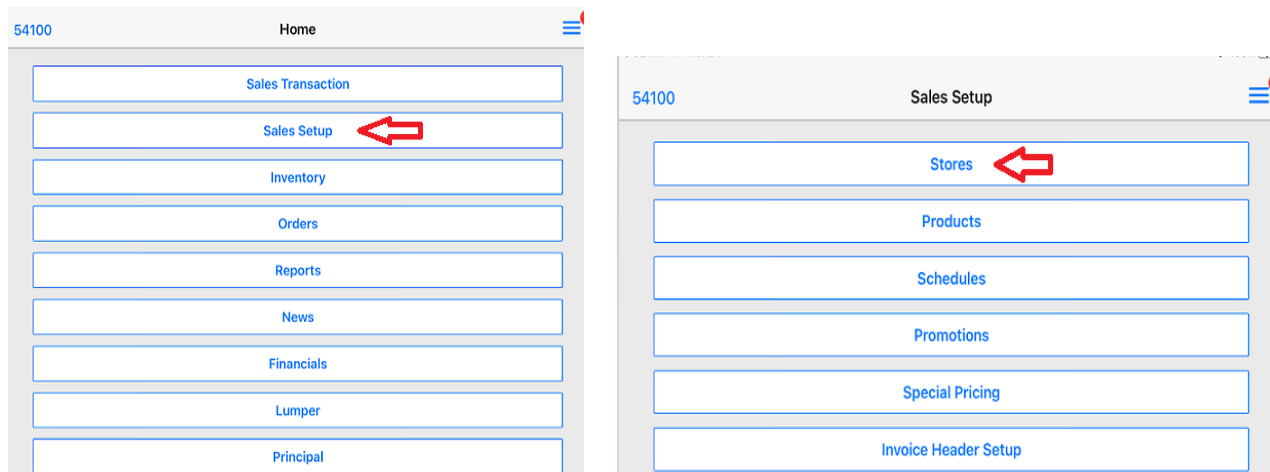 54100 Home
Sales Transaction
Sales Setup
Inventory
Orders
Reports
News
Financials
Lumper
Principal
54100 Sales Setup
Stores
Products
Schedules
Promotions
Special Pricing
Invoice Header Setup